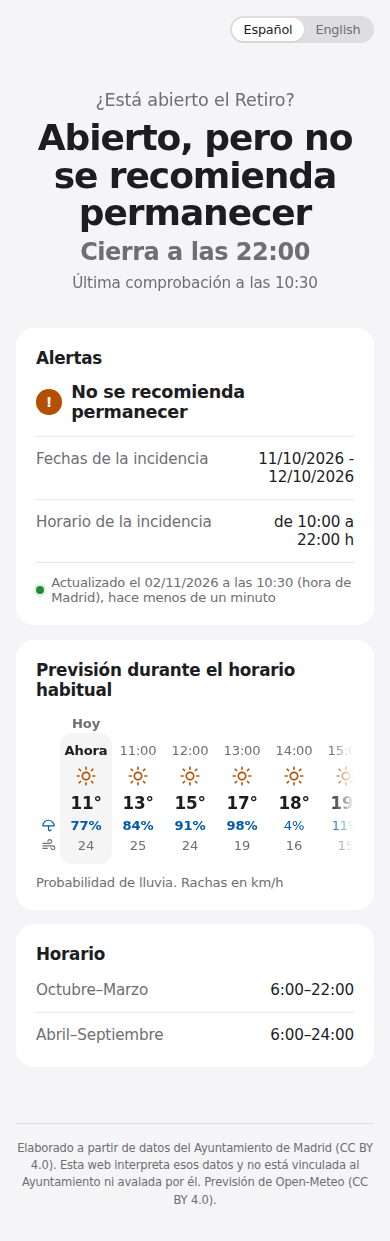 Español English
¿Está abierto el Retiro?
Abierto, pero no
se recomienda
permanecer
Cierra a las 22:00
Última comprobación a las 10:30
Alertas
! No se recomienda
permanecer
Fechas de la incidencia 11/10/2026 -
12/10/2026
Horario de la incidencia de 10:00 a
22:00 h
Actualizado el 02/11/2026 a las 10:30 (hora de
Madrid), hace menos de un minuto
Previsión durante el horario
habitual
Hoy
Ahora 11:00 12:00 13:00 14:00
11° 13° 15° 17° 18°
77% 84% 91% 98% 4%
24 25 24 19 16
Probabilidad de lluvia. Rachas en km/h
Horario
Octubre–Marzo 6:00–22:00
Abril–Septiembre 6:00–24:00
Elaborado a partir de datos del Ayuntamiento de Madrid (CC BY
4.0). Esta web interpreta esos datos y no está vinculada al
Ayuntamiento ni avalada por él. Previsión de Open-Meteo (CC
BY 4.0).